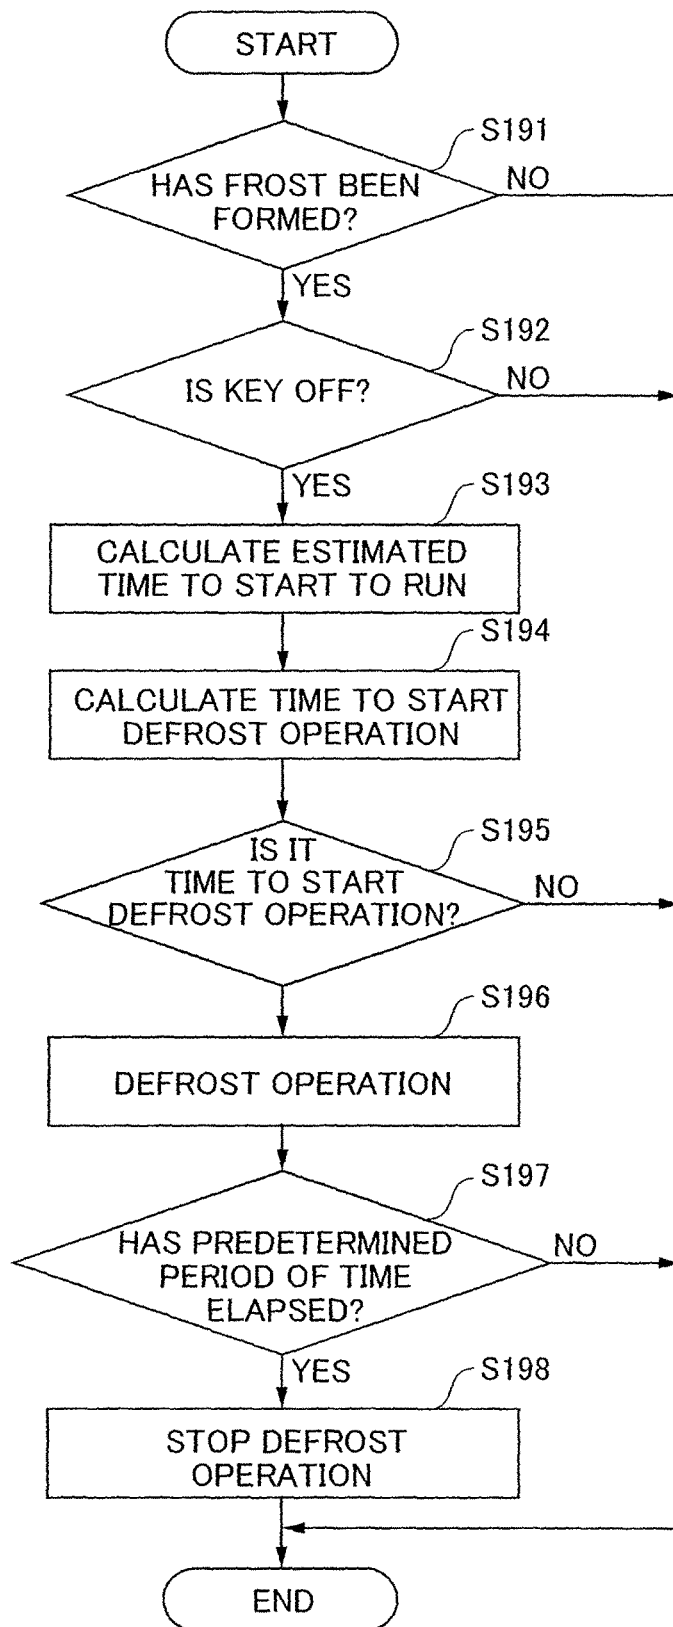 START
S191
HAS FROST BEEN
FORMED?
NO
YES
S192
IS KEY OFF?
NO
YES
S193
CALCULATE ESTIMATED
TIME TO START TO RUN
S194
CALCULATE TIME TO START
DEFROST OPERATION
S195
IS IT
TIME TO START
DEFROST OPERATION?
NO
S196
DEFROST OPERATION
S197
HAS PREDETERMINED
PERIOD OF TIME
ELAPSED?
NO
YES
S198
STOP DEFROST
OPERATION
END